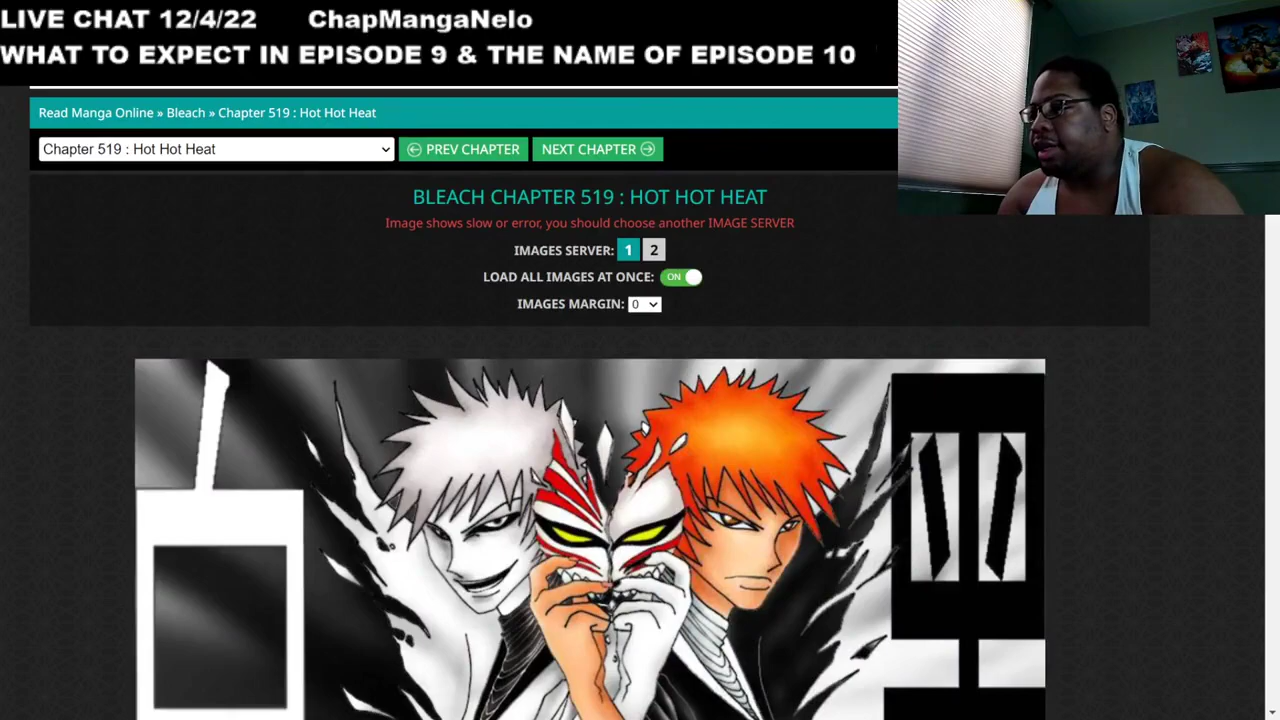 LIVE CHAT 12/4/22 ChapMangaNelo
WHAT TO EXPECT IN EPISODE 9 & THE NAME OF EPISODE 10
Read Manga Online » Bleach » Chapter 519 : Hot Hot Heat
Chapter 519 : Hot Hot Heat PREV CHAPTER NEXT CHAPTER
BLEACH CHAPTER 519 : HOT HOT HEAT
Image shows slow or error, you should choose another IMAGE SERVER
IMAGES SERVER: 1 2
LOAD ALL IMAGES AT ONCE: ON
IMAGES MARGIN: 0